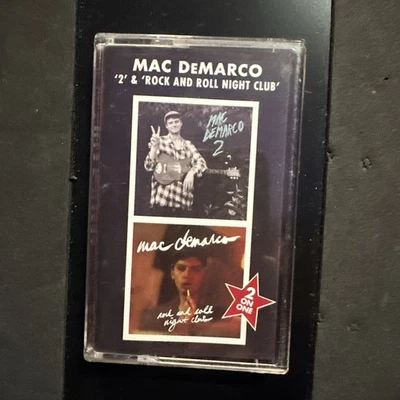 MAC DeMARCO
'2' & 'ROCK AND ROLL NIGHT CLUB'
MAC
DEMARCO
2
mac demarco
rock and roll
night club
2
ON
ONE